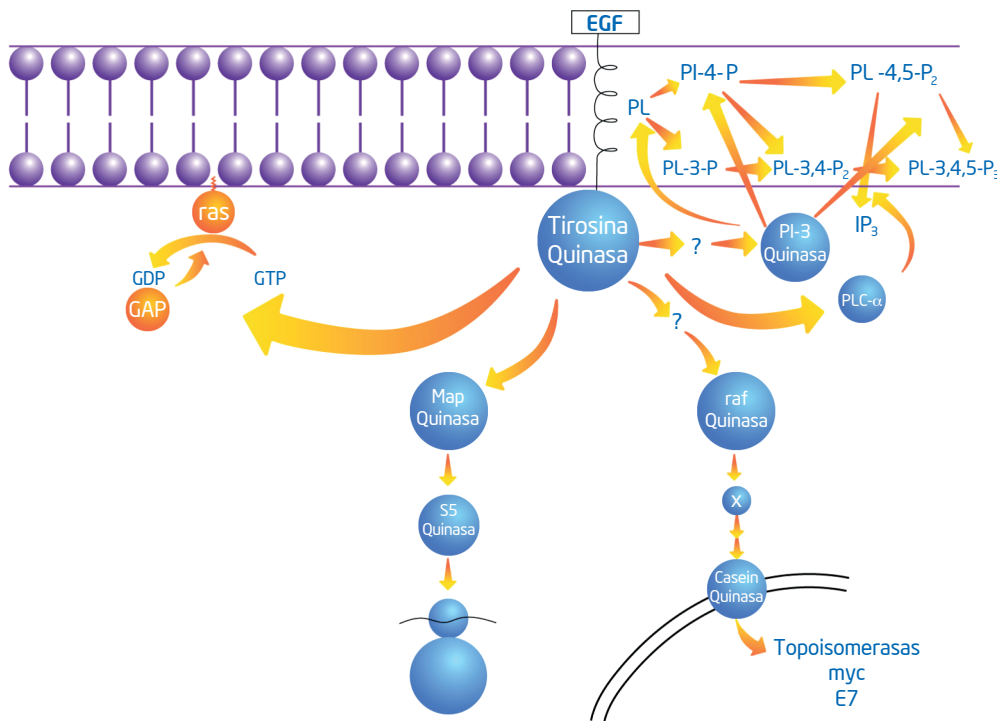 EGF
PI-4-P
PL -4,5-P₂
PL
PL-3-P
PL-3,4-P₂
PL-3,4,5-P₃
ras
Tirosina
Quinasa
?
PI-3
Quinasa
IP₃
GDP
GTP
GAP
PLC-α
?
Map
Quinasa
raf
Quinasa
S5
Quinasa
X
Casein
Quinasa
Topoisomerasas
myc
E7